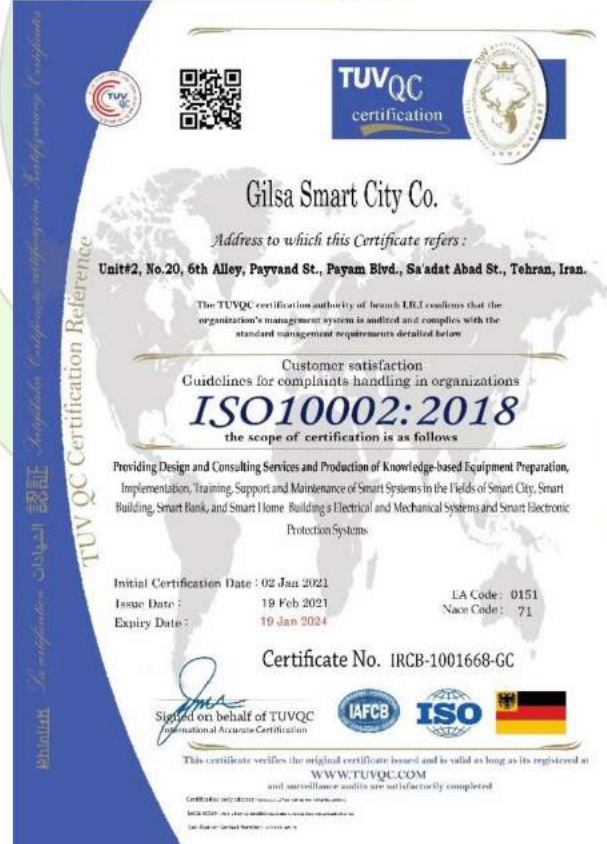 TUV QC
certification
TUV
QC
Gilsa Smart City Co.
Address to which this Certificate refers :
Unit#2, No.20, 6th Alley, Payvand St., Payam Blvd., Sa'adat Abad St., Tehran, Iran.
The TUVQC certification authority of branch I.R.I confirms that the
organization's management system is audited and complies with the
standard management requirements detailed below
Customer satisfaction
Guidelines for complaints handling in organizations
ISO10002:2018
the scope of certification is as follows
Providing Design and Consulting Services and Production of Knowledge-based Equipment Preparation,
Implementation, Training, Support and Maintenance of Smart Systems in the Fields of Smart City, Smart
Building, Smart Bank, and Smart Home Building s Electrical and Mechanical Systems and Smart Electronic
Protection Systems
Initial Certification Date : 02 Jan 2021
Issue Date : 19 Feb 2021
Expiry Date : 19 Jan 2024
EA Code : 0151
Nace Code : 71
Certificate No. IRCB-1001668-GC
Signed on behalf of TUVQC
International Accurate Certification
IAFCB
ISO
This certificate verifies the original certificate issued and is valid as long as its registered at
WWW.TUVQC.COM
and surveillance audits are satisfactorily completed
TUV QC Certification Reference
認証